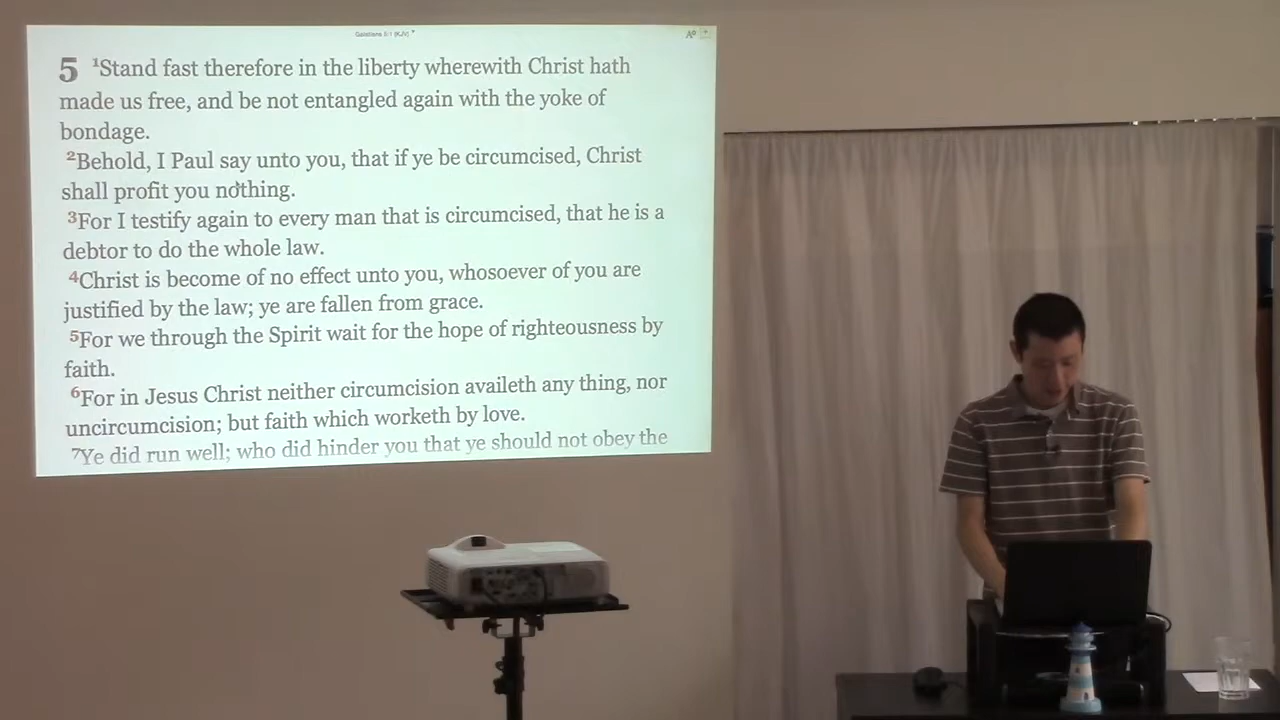 Galatians 5:1 (KJV)
5 1Stand fast therefore in the liberty wherewith Christ hath
made us free, and be not entangled again with the yoke of
bondage.
2Behold, I Paul say unto you, that if ye be circumcised, Christ
shall profit you nothing.
3For I testify again to every man that is circumcised, that he is a
debtor to do the whole law.
4Christ is become of no effect unto you, whosoever of you are
justified by the law; ye are fallen from grace.
5For we through the Spirit wait for the hope of righteousness by
faith.
6For in Jesus Christ neither circumcision availeth any thing, nor
uncircumcision; but faith which worketh by love.
7Ye did run well; who did hinder you that ye should not obey the